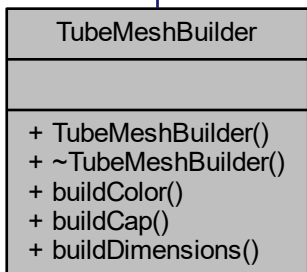 TubeMeshBuilder
+ TubeMeshBuilder()
+ ~TubeMeshBuilder()
+ buildColor()
+ buildCap()
+ buildDimensions()